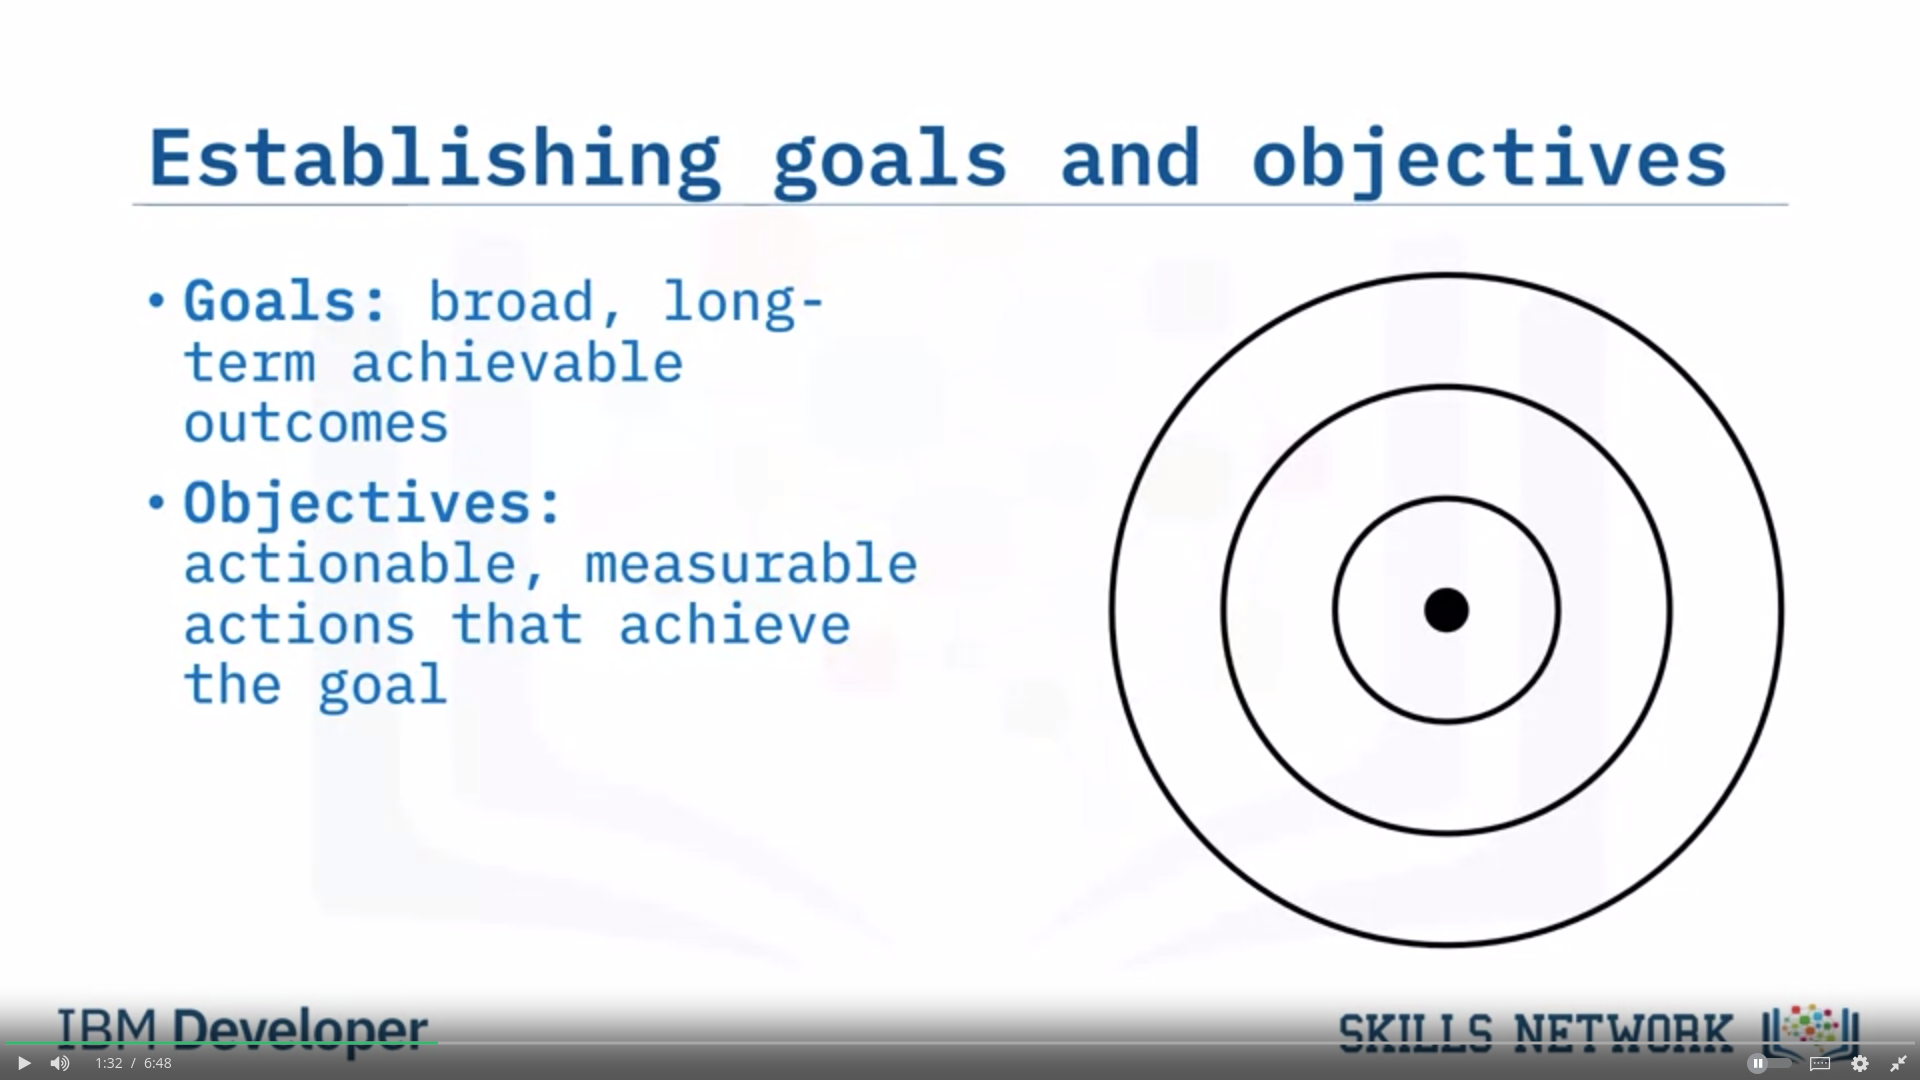 Establishing goals and objectives
• Goals: broad, long-
term achievable
outcomes
• Objectives:
actionable, measurable
actions that achieve
the goal
IBM Developer
SKILLS NETWORK
1:32 / 6:48